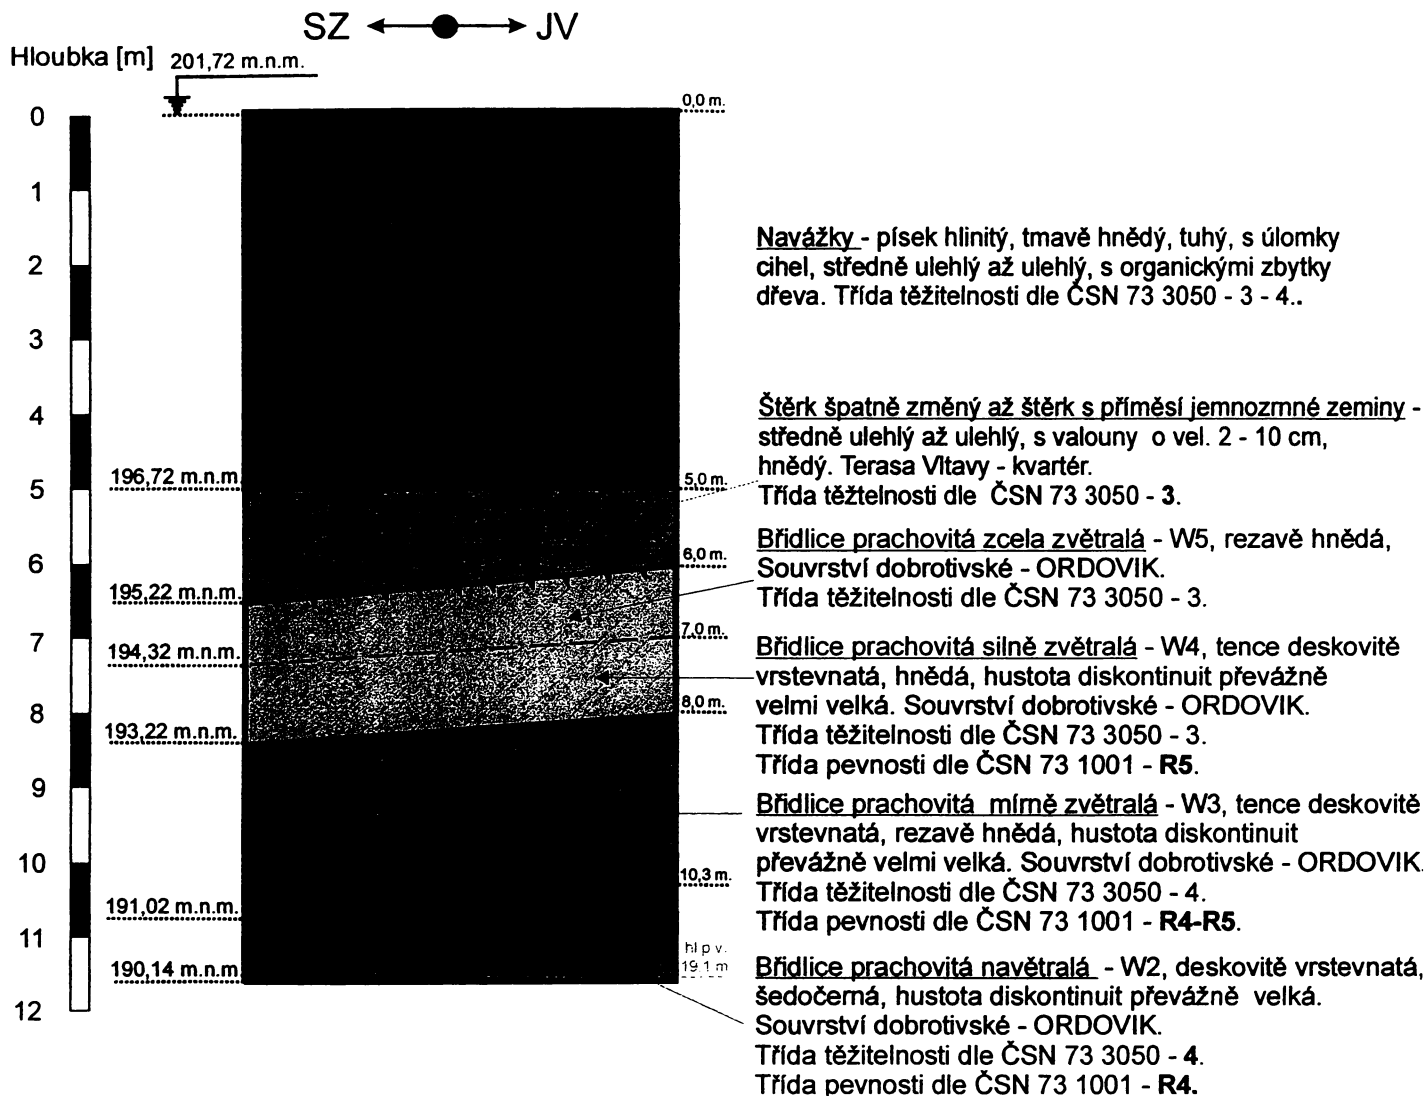 SZ JV
Hloubka [m] 201,72 m.n.m.
0,0 m.
0
1
2
3
4
5
6
7
8
9
10
11
12
196,72 m.n.m.
195,22 m.n.m.
194,32 m.n.m.
193,22 m.n.m.
191,02 m.n.m.
190,14 m.n.m.
5,0 m.
6,0 m.
7,0 m.
8,0 m.
10,3 m.
hl p v.
19,1 m
Navážky - písek hlinitý, tmavě hnědý, tuhý, s úlomky
cihel, středně ulehlý až ulehlý, s organickými zbytky
dřeva. Třída těžitelnosti dle ČSN 73 3050 - 3 - 4..
Štěrk špatně zrněný až štěrk s příměsí jemnozrnné zeminy -
středně ulehlý až ulehlý, s valouny o vel. 2 - 10 cm,
hnědý. Terasa Vltavy - kvartér.
Třída těžtelnosti dle ČSN 73 3050 - 3.
Břidlice prachovitá zcela zvětralá - W5, rezavě hnědá,
Souvrství dobrotivské - ORDOVIK.
Třída těžitelnosti dle ČSN 73 3050 - 3.
Břidlice prachovitá silně zvětralá - W4, tence deskovitě
vrstevnatá, hnědá, hustota diskontinuit převážně
velmi velká. Souvrství dobrotivské - ORDOVIK.
Třída těžitelnosti dle ČSN 73 3050 - 3.
Třída pevnosti dle ČSN 73 1001 - R5.
Břidlice prachovitá mírně zvětralá - W3, tence deskovitě
vrstevnatá, rezavě hnědá, hustota diskontinuit
převážně velmi velká. Souvrství dobrotivské - ORDOVIK.
Třída těžitelnosti dle ČSN 73 3050 - 4.
Třída pevnosti dle ČSN 73 1001 - R4-R5.
Břidlice prachovitá navětralá - W2, deskovitě vrstevnatá,
šedočerná, hustota diskontinuit převážně velká.
Souvrství dobrotivské - ORDOVIK.
Třída těžitelnosti dle ČSN 73 3050 - 4.
Třída pevnosti dle ČSN 73 1001 - R4.